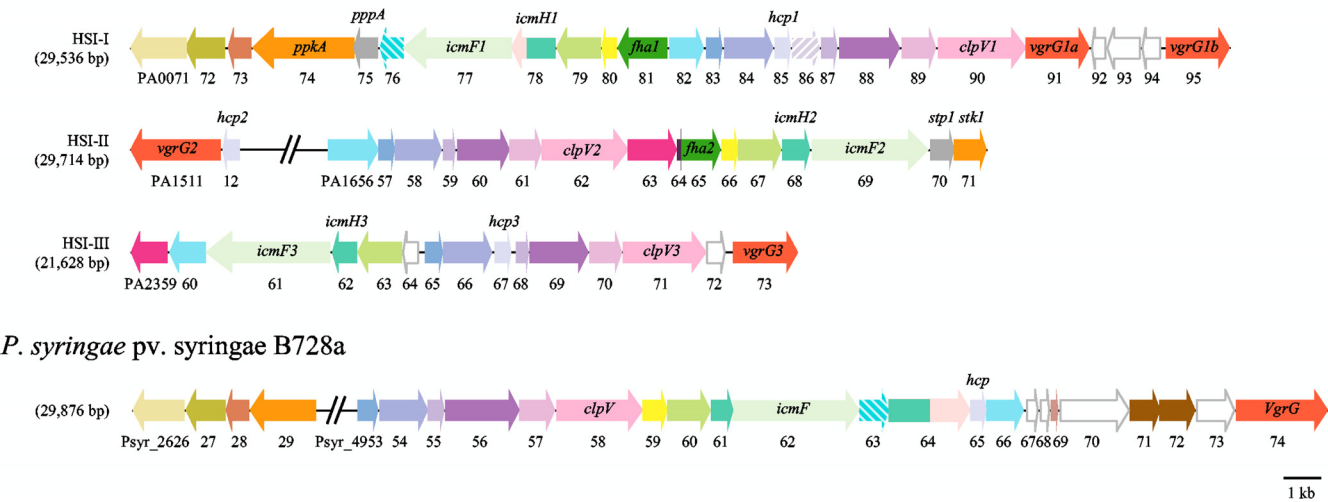 pppA icmH1 hcp1
HSI-I
(29,536 bp)
ppkA icmF1 fha1 clpV1 vgrG1a vgrG1b
PA0071 72 73 74 75 76 77 78 79 80 81 82 83 84 85 86 87 88 89 90 91 92 93 94 95
hcp2 icmH2 stp1 stk1
HSI-II
(29,714 bp)
vgrG2 clpV2 fha2 icmF2
PA1511 12 PA1656 57 58 59 60 61 62 63 64 65 66 67 68 69 70 71
icmH3 hcp3
HSI-III
(21,628 bp)
icmF3 clpV3 vgrG3
PA2359 60 61 62 63 64 65 66 67 68 69 70 71 72 73
P. syringae pv. syringae B728a
hcp
(29,876 bp)
clpV icmF VgrG
Psyr_2626 27 28 29 Psyr_4953 54 55 56 57 58 59 60 61 62 63 64 65 66 67 68 69 70 71 72 73 74
1 kb